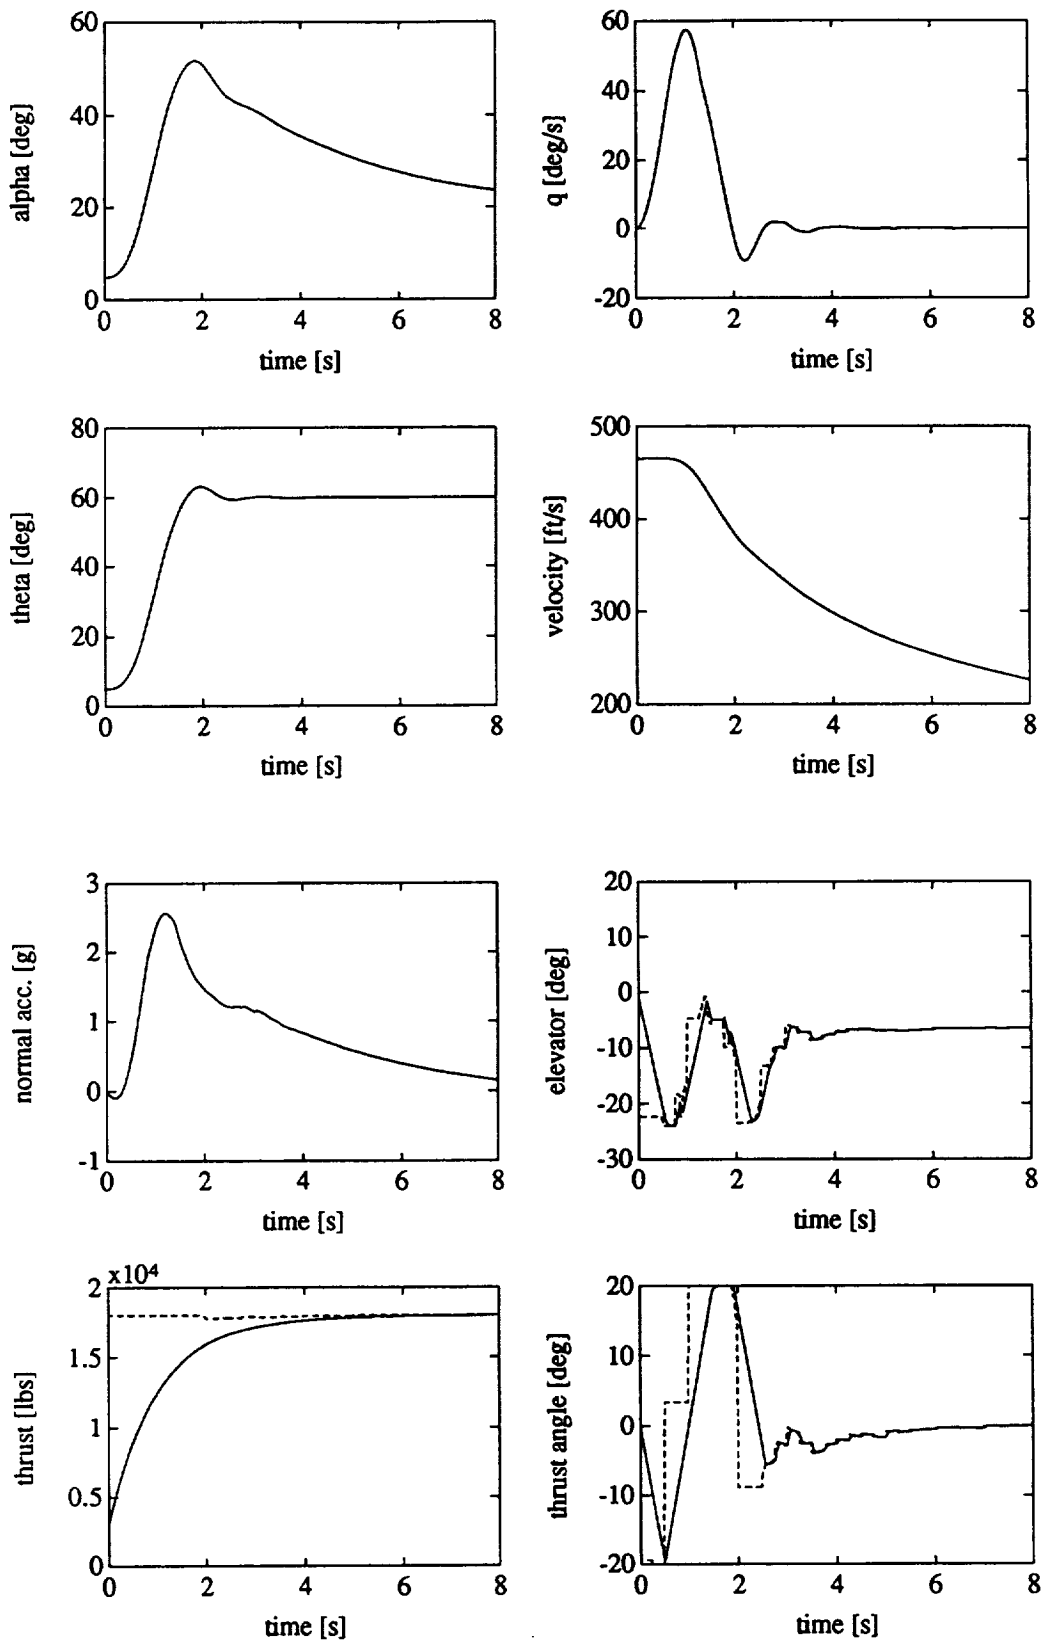 alpha [deg]
60
40
20
0
0 2 4 6 8
time [s]
q [deg/s]
60
40
20
0
-20
0 2 4 6 8
time [s]
theta [deg]
80
60
40
20
0
0 2 4 6 8
time [s]
velocity [ft/s]
500
400
300
200
0 2 4 6 8
time [s]
normal acc. [g]
3
2
1
0
-1
0 2 4 6 8
time [s]
elevator [deg]
20
10
0
-10
-20
-30
0 2 4 6 8
time [s]
thrust [lbs]
x10⁴
2
1.5
1
0.5
0
0 2 4 6 8
time [s]
thrust angle [deg]
20
10
0
-10
-20
0 2 4 6 8
time [s]